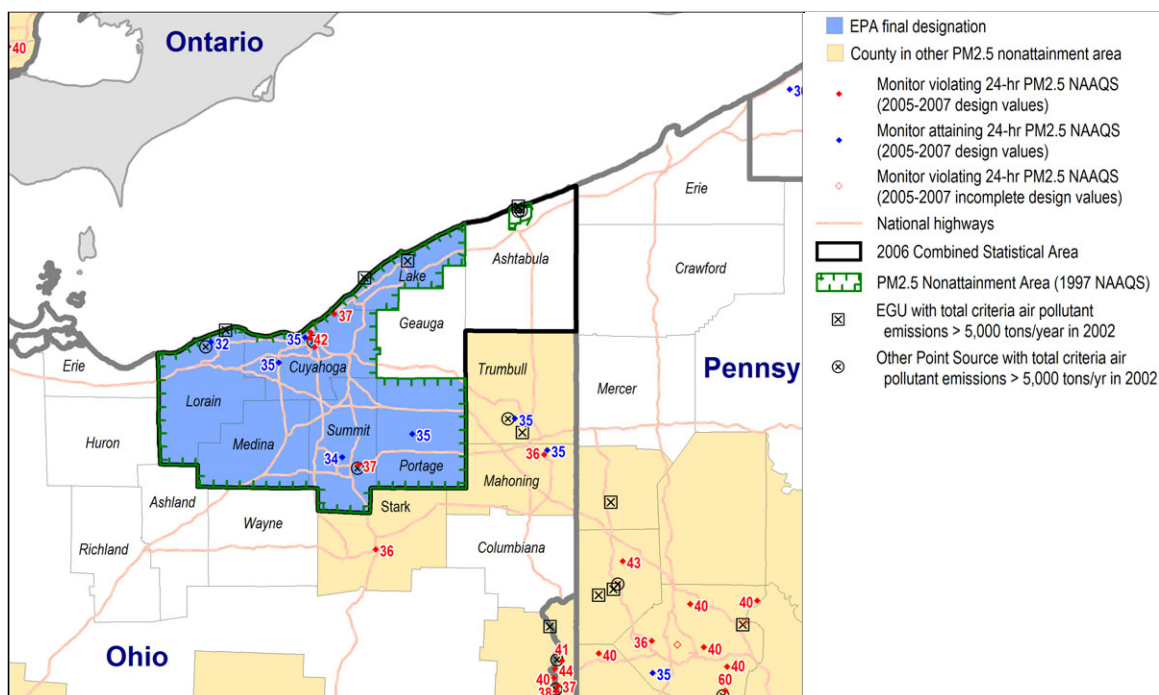 40
Ontario
36
Erie
Crawford
Ashtabula
Lake
37
Geauga
35
42
32
Erie
35
Cuyahoga
Trumbull
Mercer
Pennsy
Lorain
Huron
Medina
Summit
35
35
34
37
Portage
36
35
Mahoning
Ashland
Stark
Wayne
Richland
36
Columbiana
43
40
40
36
40
40
40
35
41
44
40
37
38
60
Ohio
EPA final designation
County in other PM2.5 nonattainment area
Monitor violating 24-hr PM2.5 NAAQS
(2005-2007 design values)
Monitor attaining 24-hr PM2.5 NAAQS
(2005-2007 design values)
Monitor violating 24-hr PM2.5 NAAQS
(2005-2007 incomplete design values)
National highways
2006 Combined Statistical Area
PM2.5 Nonattainment Area (1997 NAAQS)
EGU with total criteria air pollutant
emissions > 5,000 tons/year in 2002
Other Point Source with total criteria air
pollutant emissions > 5,000 tons/yr in 2002